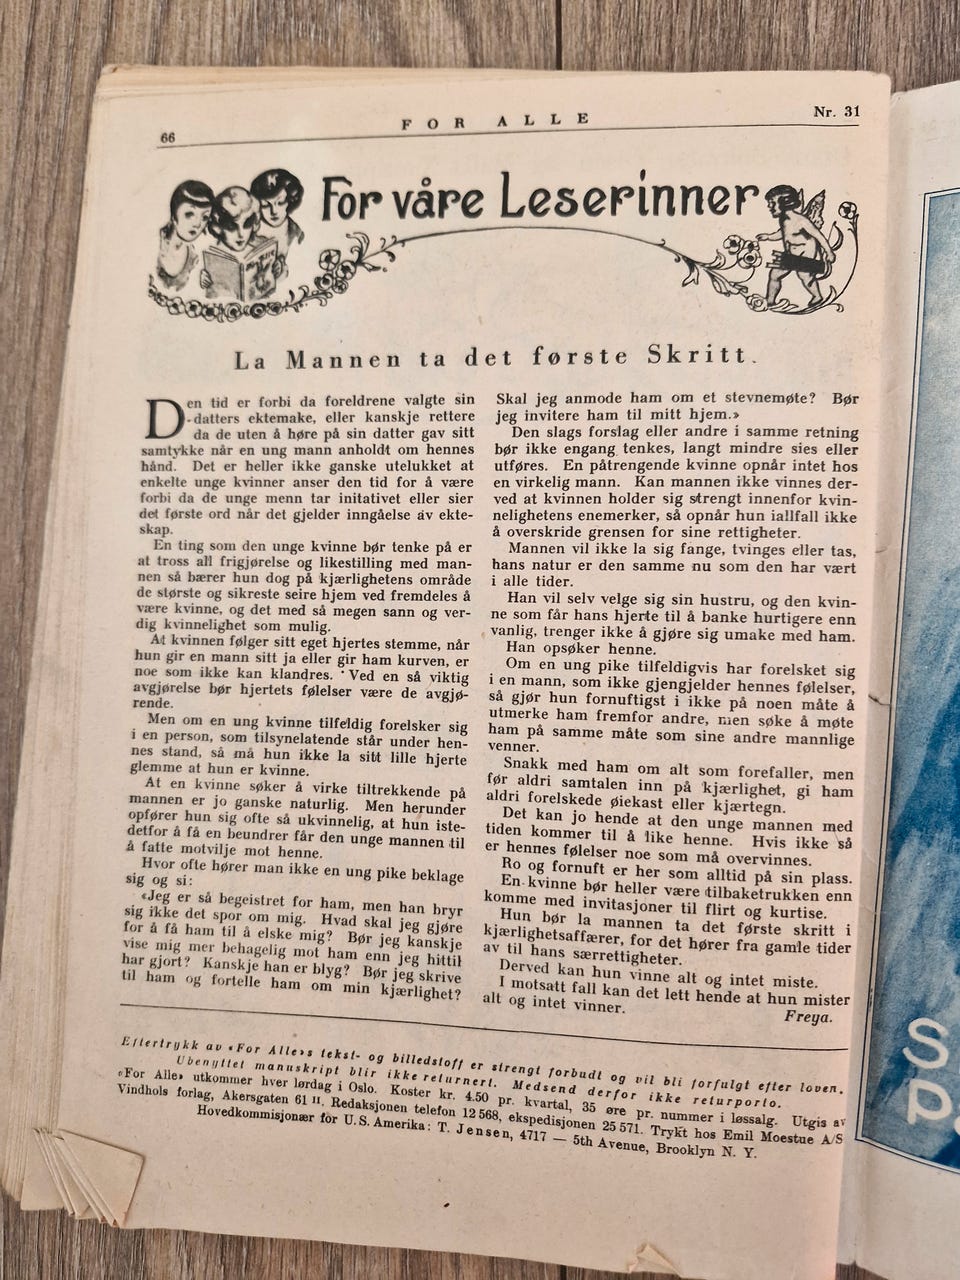 66
FOR ALLE
Nr. 31
For våre Leserinner
La Mannen ta det første Skritt.
Den tid er forbi da foreldrene valgte sin
datters ektemake, eller kanskje rettere
da de uten å høre på sin datter gav sitt
samtykke når en ung mann anholdt om hennes
hånd. Det er heller ikke ganske utelukket at
enkelte unge kvinner anser den tid for å være
forbi da de unge menn tar initativet eller sier
det første ord når det gjelder inngåelse av ekte-
skap.
En ting som den unge kvinne bør tenke på er
at tross all frigjørelse og likestilling med man-
nen så bærer hun dog på kjærlighetens område
de største og sikreste seire hjem ved fremdeles å
være kvinne, og det med så megen sann og ver-
dig kvinnelighet som mulig.
At kvinnen følger sitt eget hjertes stemme, når
hun gir en mann sitt ja eller gir ham kurven, er
noe som ikke kan klandres. Ved en så viktig
avgjørelse bør hjertets følelser være de avgjø-
rende.
Men om en ung kvinne tilfeldig forelsker sig
i en person, som tilsynelatende står under hen-
nes stand, så må hun ikke la sitt lille hjerte
glemme at hun er kvinne.
At en kvinne søker å virke tiltrekkende på
mannen er jo ganske naturlig. Men herunder
opfører hun sig ofte så ukvinnelig, at hun iste-
detfor å få en beundrer får den unge mannen til
å fatte motvilje mot henne.
Hvor ofte hører man ikke en ung pike beklage
sig og si:
«Jeg er så begeistret for ham, men han bryr
sig ikke det spor om mig. Hvad skal jeg gjøre
for å få ham til å elske mig? Bør jeg kanskje
vise mig mer behagelig mot ham enn jeg hittil
har gjort? Kanskje han er blyg? Bør jeg skrive
til ham og fortelle ham om min kjærlighet?
Skal jeg anmode ham om et stevnemøte? Bør
jeg invitere ham til mitt hjem.»
Den slags forslag eller andre i samme retning
bør ikke engang tenkes, langt mindre sies eller
utføres. En påtrengende kvinne opnår intet hos
en virkelig mann. Kan mannen ikke vinnes der-
ved at kvinnen holder sig strengt innenfor kvin-
nelighetens enemerker, så opnår hun iallfall ikke
å overskride grensen for sine rettigheter.
Mannen vil ikke la sig fange, tvinges eller tas,
hans natur er den samme nu som den har vært
i alle tider.
Han vil selv velge sig sin hustru, og den kvin-
ne som får hans hjerte til å banke hurtigere enn
vanlig, trenger ikke å gjøre sig umake med ham.
Han opsøker henne.
Om en ung pike tilfeldigvis har forelsket sig
i en mann, som ikke gjengjelder hennes følelser,
så gjør hun fornuftigst i ikke på noen måte å
utmerke ham fremfor andre, men søke å møte
ham på samme måte som sine andre mannlige
venner.
Snakk med ham om alt som forefaller, men
før aldri samtalen inn på kjærlighet, gi ham
aldri forelskede øiekast eller kjærtegn.
Det kan jo hende at den unge mannen med
tiden kommer til å like henne. Hvis ikke så
er hennes følelser noe som må overvinnes.
Ro og fornuft er her som alltid på sin plass.
En kvinne bør heller være tilbaketrukken enn
komme med invitasjoner til flirt og kurtise.
Hun bør la mannen ta det første skritt i
kjærlighetsaffærer, for det hører fra gamle tider
av til hans særrettigheter.
Derved kan hun vinne alt og intet miste.
I motsatt fall kan det lett hende at hun mister
alt og intet vinner.
Freya.
Eftertrykk av «For Alle»s tekst- og billedstoff er strengt forbudt og vil bli forfulgt efter loven.
Ubenyttet manuskript blir ikke returnert. Medsend derfor ikke returporto.
«For Alle» utkommer hver lørdag i Oslo. Koster kr. 4.50 pr. kvartal, 35 øre pr. nummer i løssalg. Utgis av
Vindhols forlag, Akersgaten 61 II. Redaksjonen telefon 12 568, ekspedisjonen 25 571. Trykt hos Emil Moestue A/S
Hovedkommisjonær for U.S. Amerika: T. Jensen, 4717 — 5th Avenue, Brooklyn N. Y.
S
P.